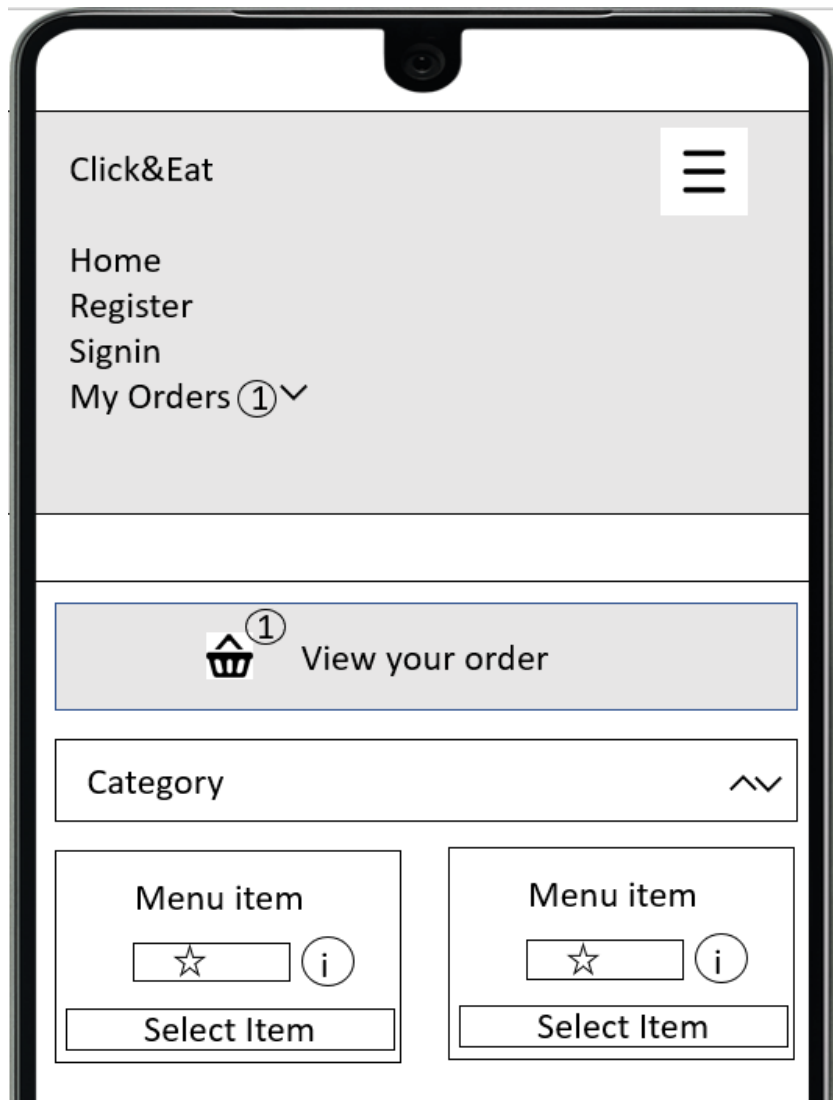 Click&Eat
Home
Register
Signin
My Orders 1
1
View your order
Category
Menu item
i
Select Item
Menu item
i
Select Item